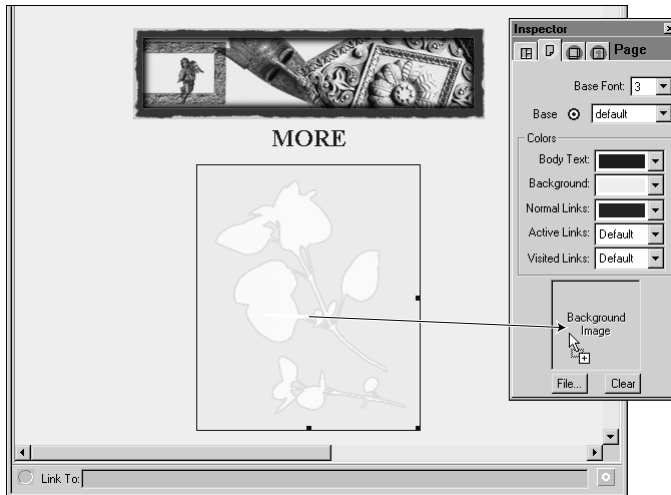 MORE
Link To:
Inspector
Page
Base Font: 3
Base default
Colors
Body Text:
Background:
Normal Links:
Active Links: Default
Visited Links: Default
Background
Image
File... Clear